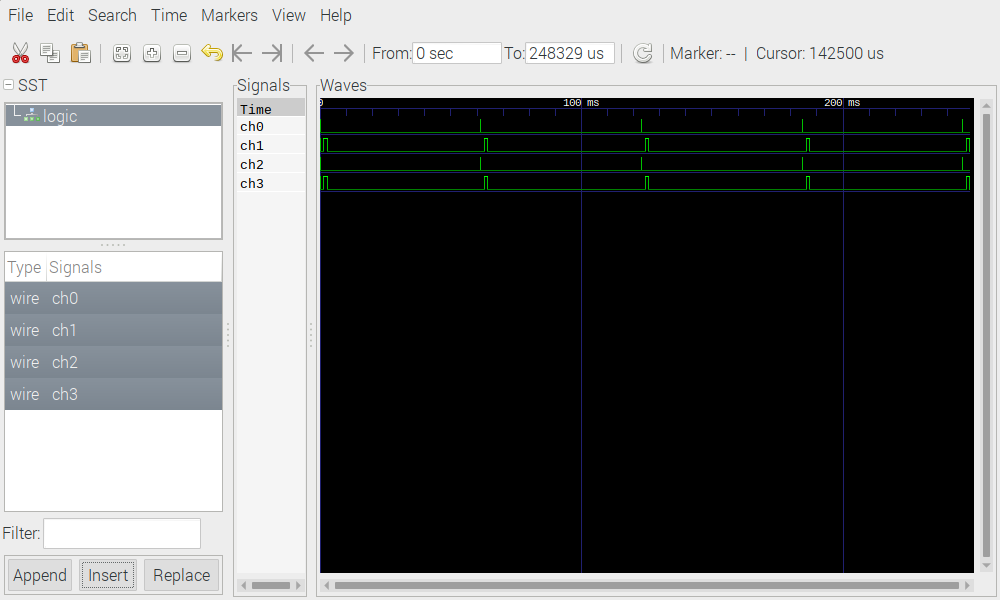 File Edit Search Time Markers View Help
From: 0 sec To: 248329 us Marker: -- | Cursor: 142500 us
SST
logic
Type Signals
wire ch0
wire ch1
wire ch2
wire ch3
Filter:
Append Insert Replace
Signals
Time
ch0
ch1
ch2
ch3
Waves
0 100 ms 200 ms